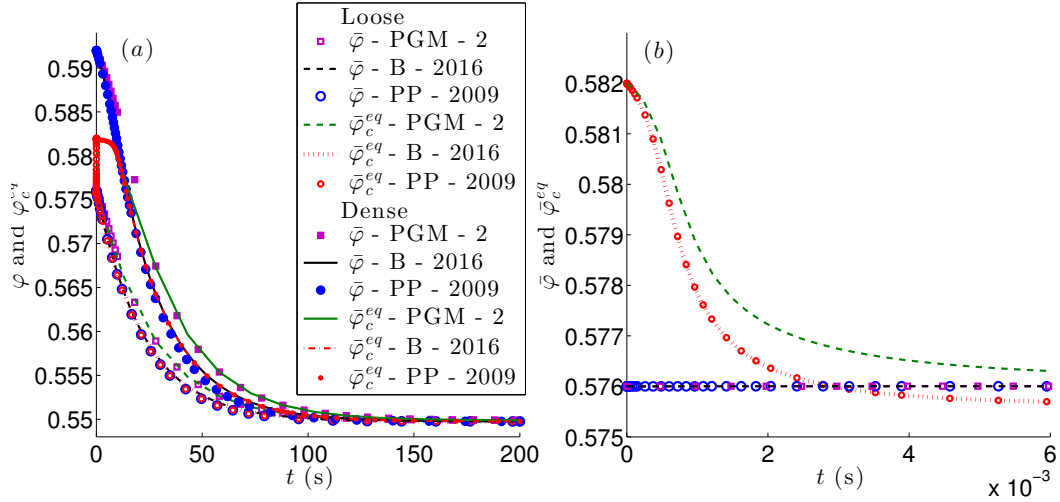 (a)
φ and φ_c^eq
0.59
0.585
0.58
0.575
0.57
0.565
0.56
0.555
0.55
0 50 100 150 200
t (s)
Loose
φ̄ - PGM - 2
φ̄ - B - 2016
φ̄ - PP - 2009
φ̄_c^eq - PGM - 2
φ̄_c^eq - B - 2016
φ̄_c^eq - PP - 2009
Dense
φ̄ - PGM - 2
φ̄ - B - 2016
φ̄ - PP - 2009
φ̄_c^eq - PGM - 2
φ̄_c^eq - B - 2016
φ̄_c^eq - PP - 2009
(b)
φ̄ and φ̄_c^eq
0.582
0.581
0.58
0.579
0.578
0.577
0.576
0.575
0 2 4 6
t (s)
x 10^-3